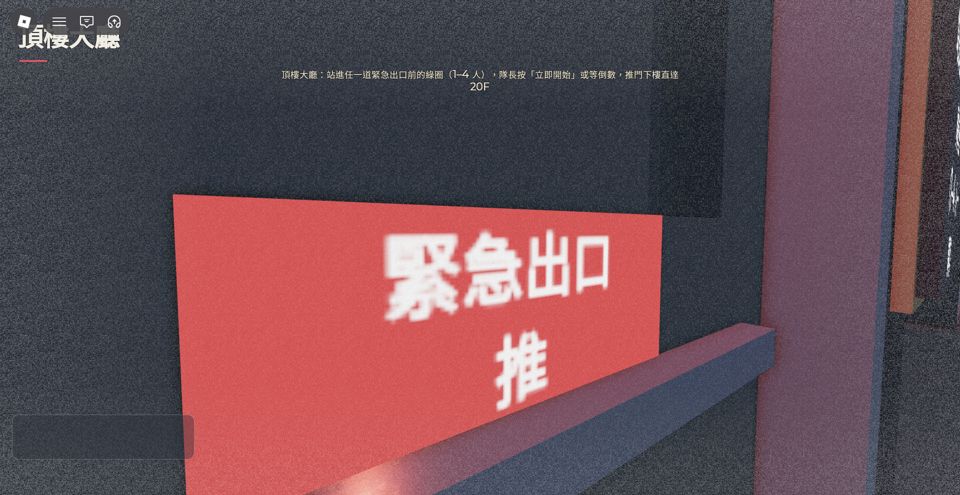 頂樓大廳
頂樓大廳：站進任一道緊急出口前的綠圈（1–4 人），隊長按「立即開始」或等倒數，推門下樓直達
20F
緊急出口
推